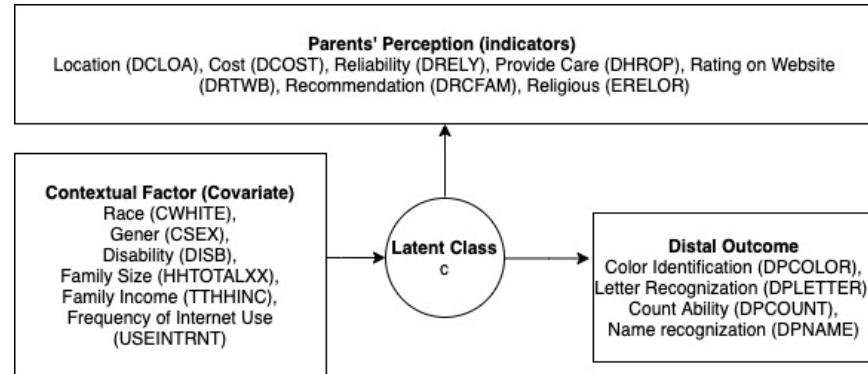 Parents' Perception (indicators)
Location (DCLOA), Cost (DCOST), Reliability (DRELY), Provide Care (DHROP), Rating on Website
(DRTWB), Recommendation (DRCFAM), Religious (ERELOR)
Contextual Factor (Covariate)
Race (CWHITE),
Gener (CSEX),
Disability (DISB),
Family Size (HHTOTALXX),
Family Income (TTHHINC),
Frequency of Internet Use
(USEINTRNT)
Latent Class
c
Distal Outcome
Color Identification (DPCOLOR),
Letter Recognition (DPLETTER),
Count Ability (DPCOUNT),
Name recognization (DPNAME)